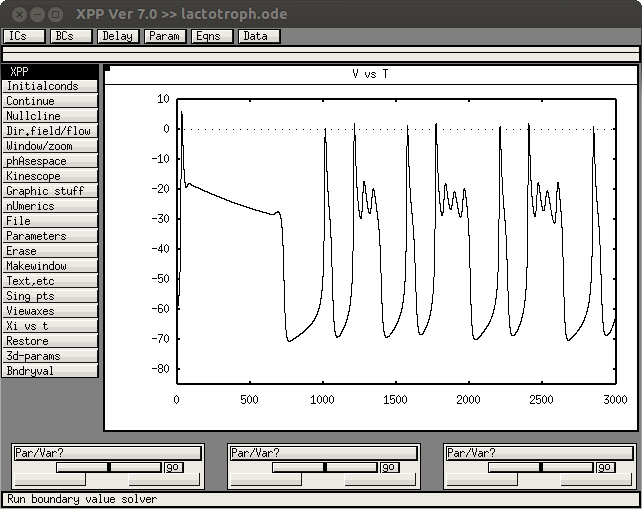 XPP Ver 7.0 >> lactotroph.ode
ICs BCs Delay Param Eqns Data
V vs T
XPP
Initialconds
Continue
Nullcline
Dir.field/flow
Window/zoom
phAsespace
Kinescope
Graphic stuff
nUmerics
File
Parameters
Erase
Makewindow
Text,etc
Sing pts
Viewaxes
Xi vs t
Restore
3d-params
Bndryval
10
0
-10
-20
-30
-40
-50
-60
-70
-80
0 500 1000 1500 2000 2500 3000
Par/Var? Par/Var? Par/Var?
go go go
Run boundary value solver